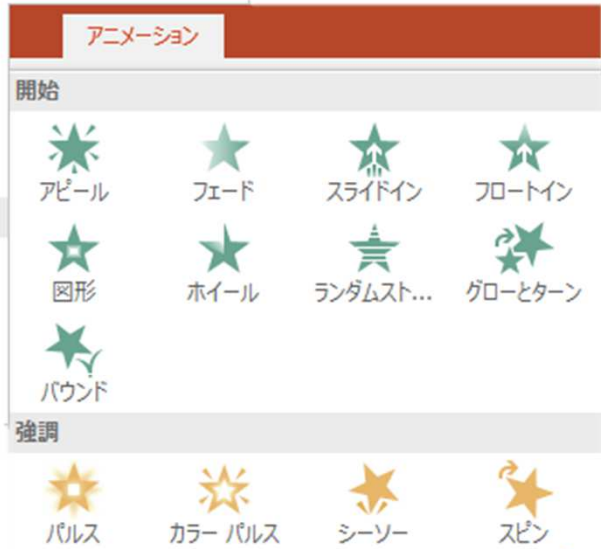 アニメーション
開始
アピール フェード スライドイン フロートイン
図形 ホイール ランダムスト... グローとターン
バウンド
強調
パルス カラー パルス シーソー スピン